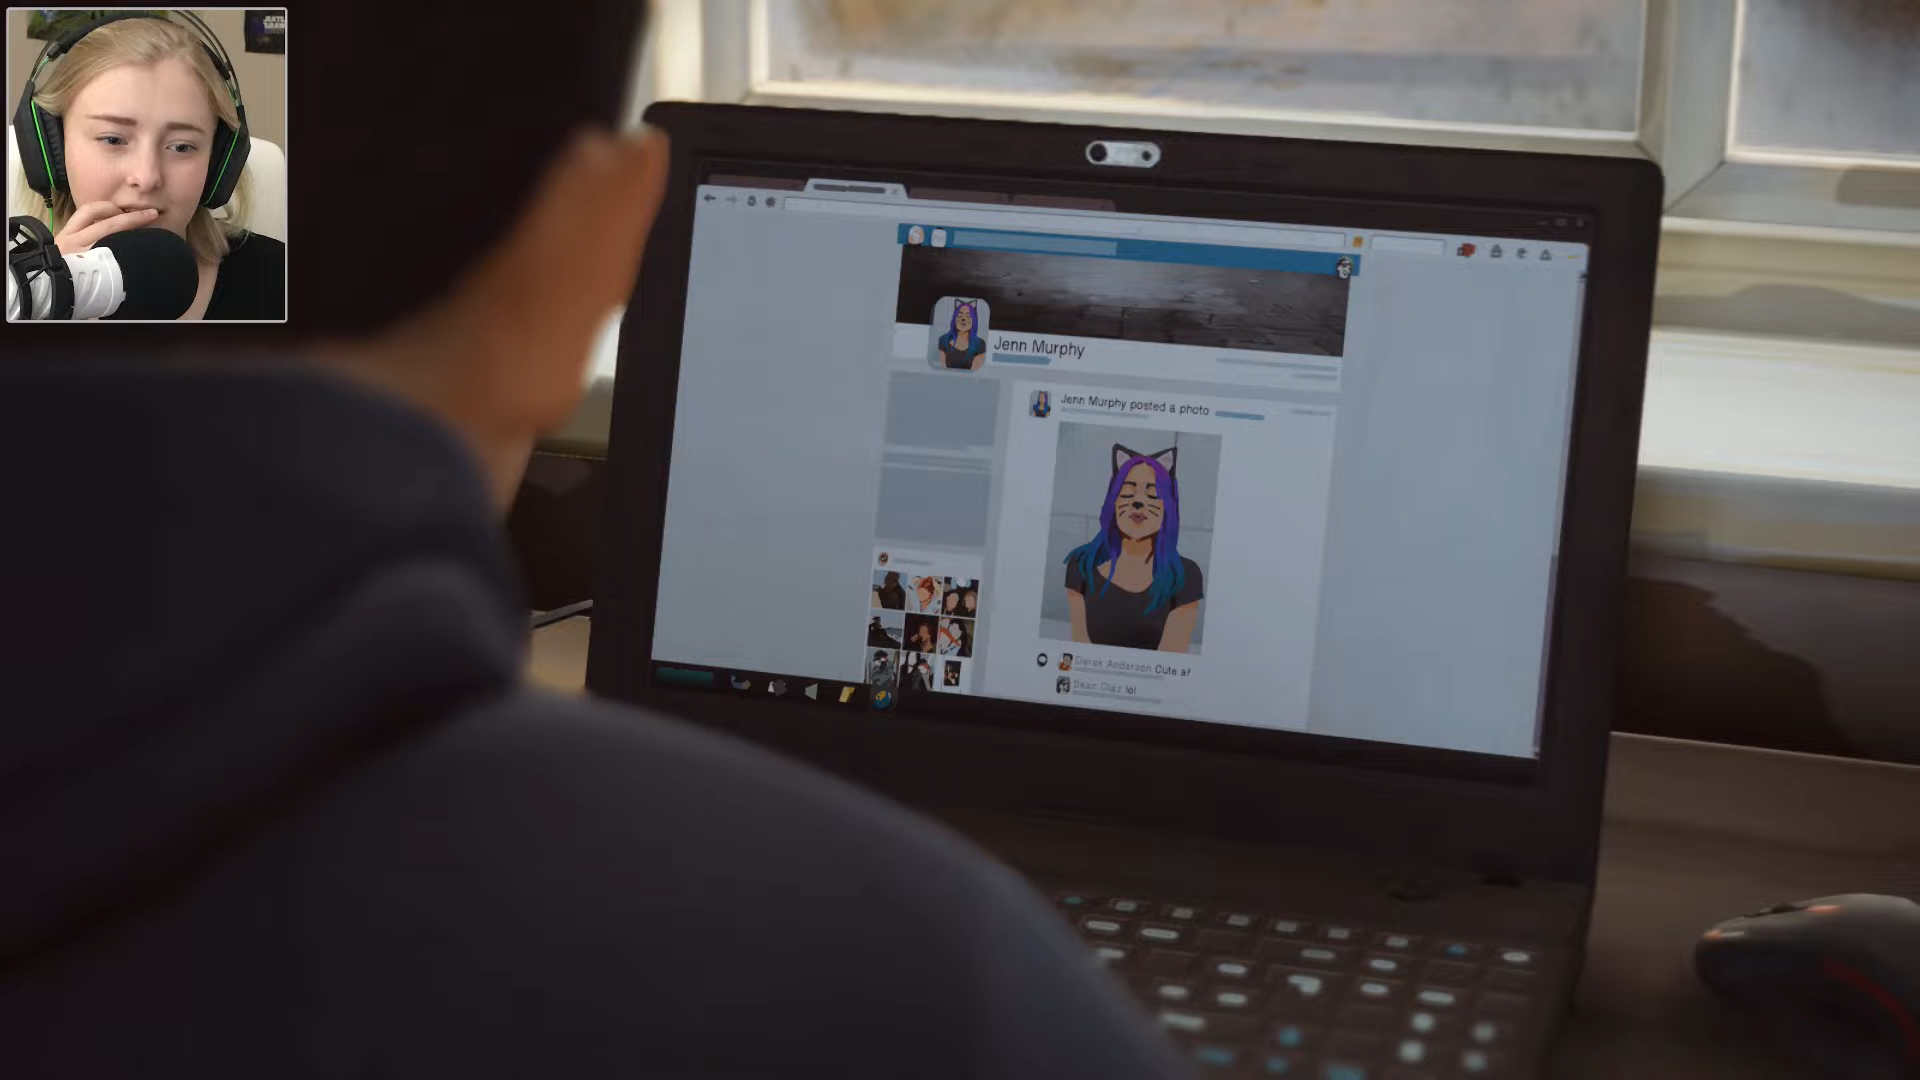 Jenn Murphy
Jenn Murphy posted a photo
Derek Anderson Cute af
Sean Diaz lol